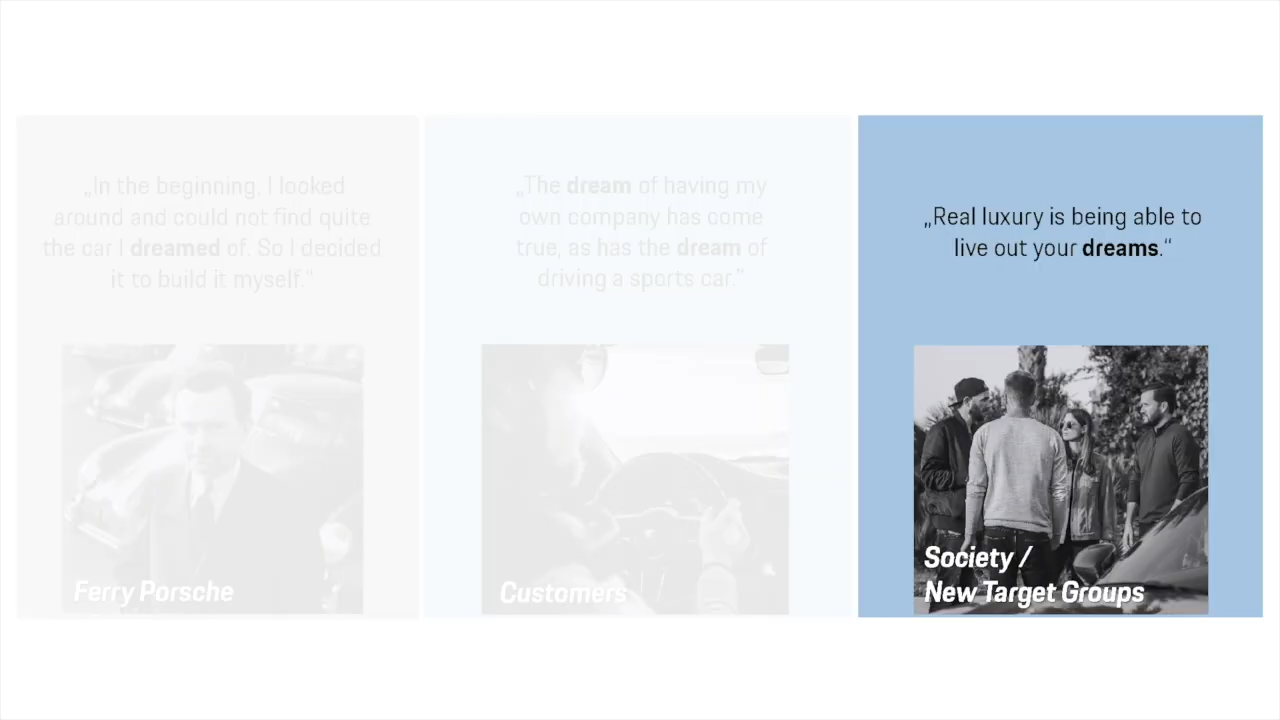 „In the beginning, I looked
around and could not find quite
the car I dreamed of. So I decided
it to build it myself.“
Ferry Porsche
„The dream of having my
own company has come
true, as has the dream of
driving a sports car.”
Customers
„Real luxury is being able to
live out your dreams.“
Society /
New Target Groups